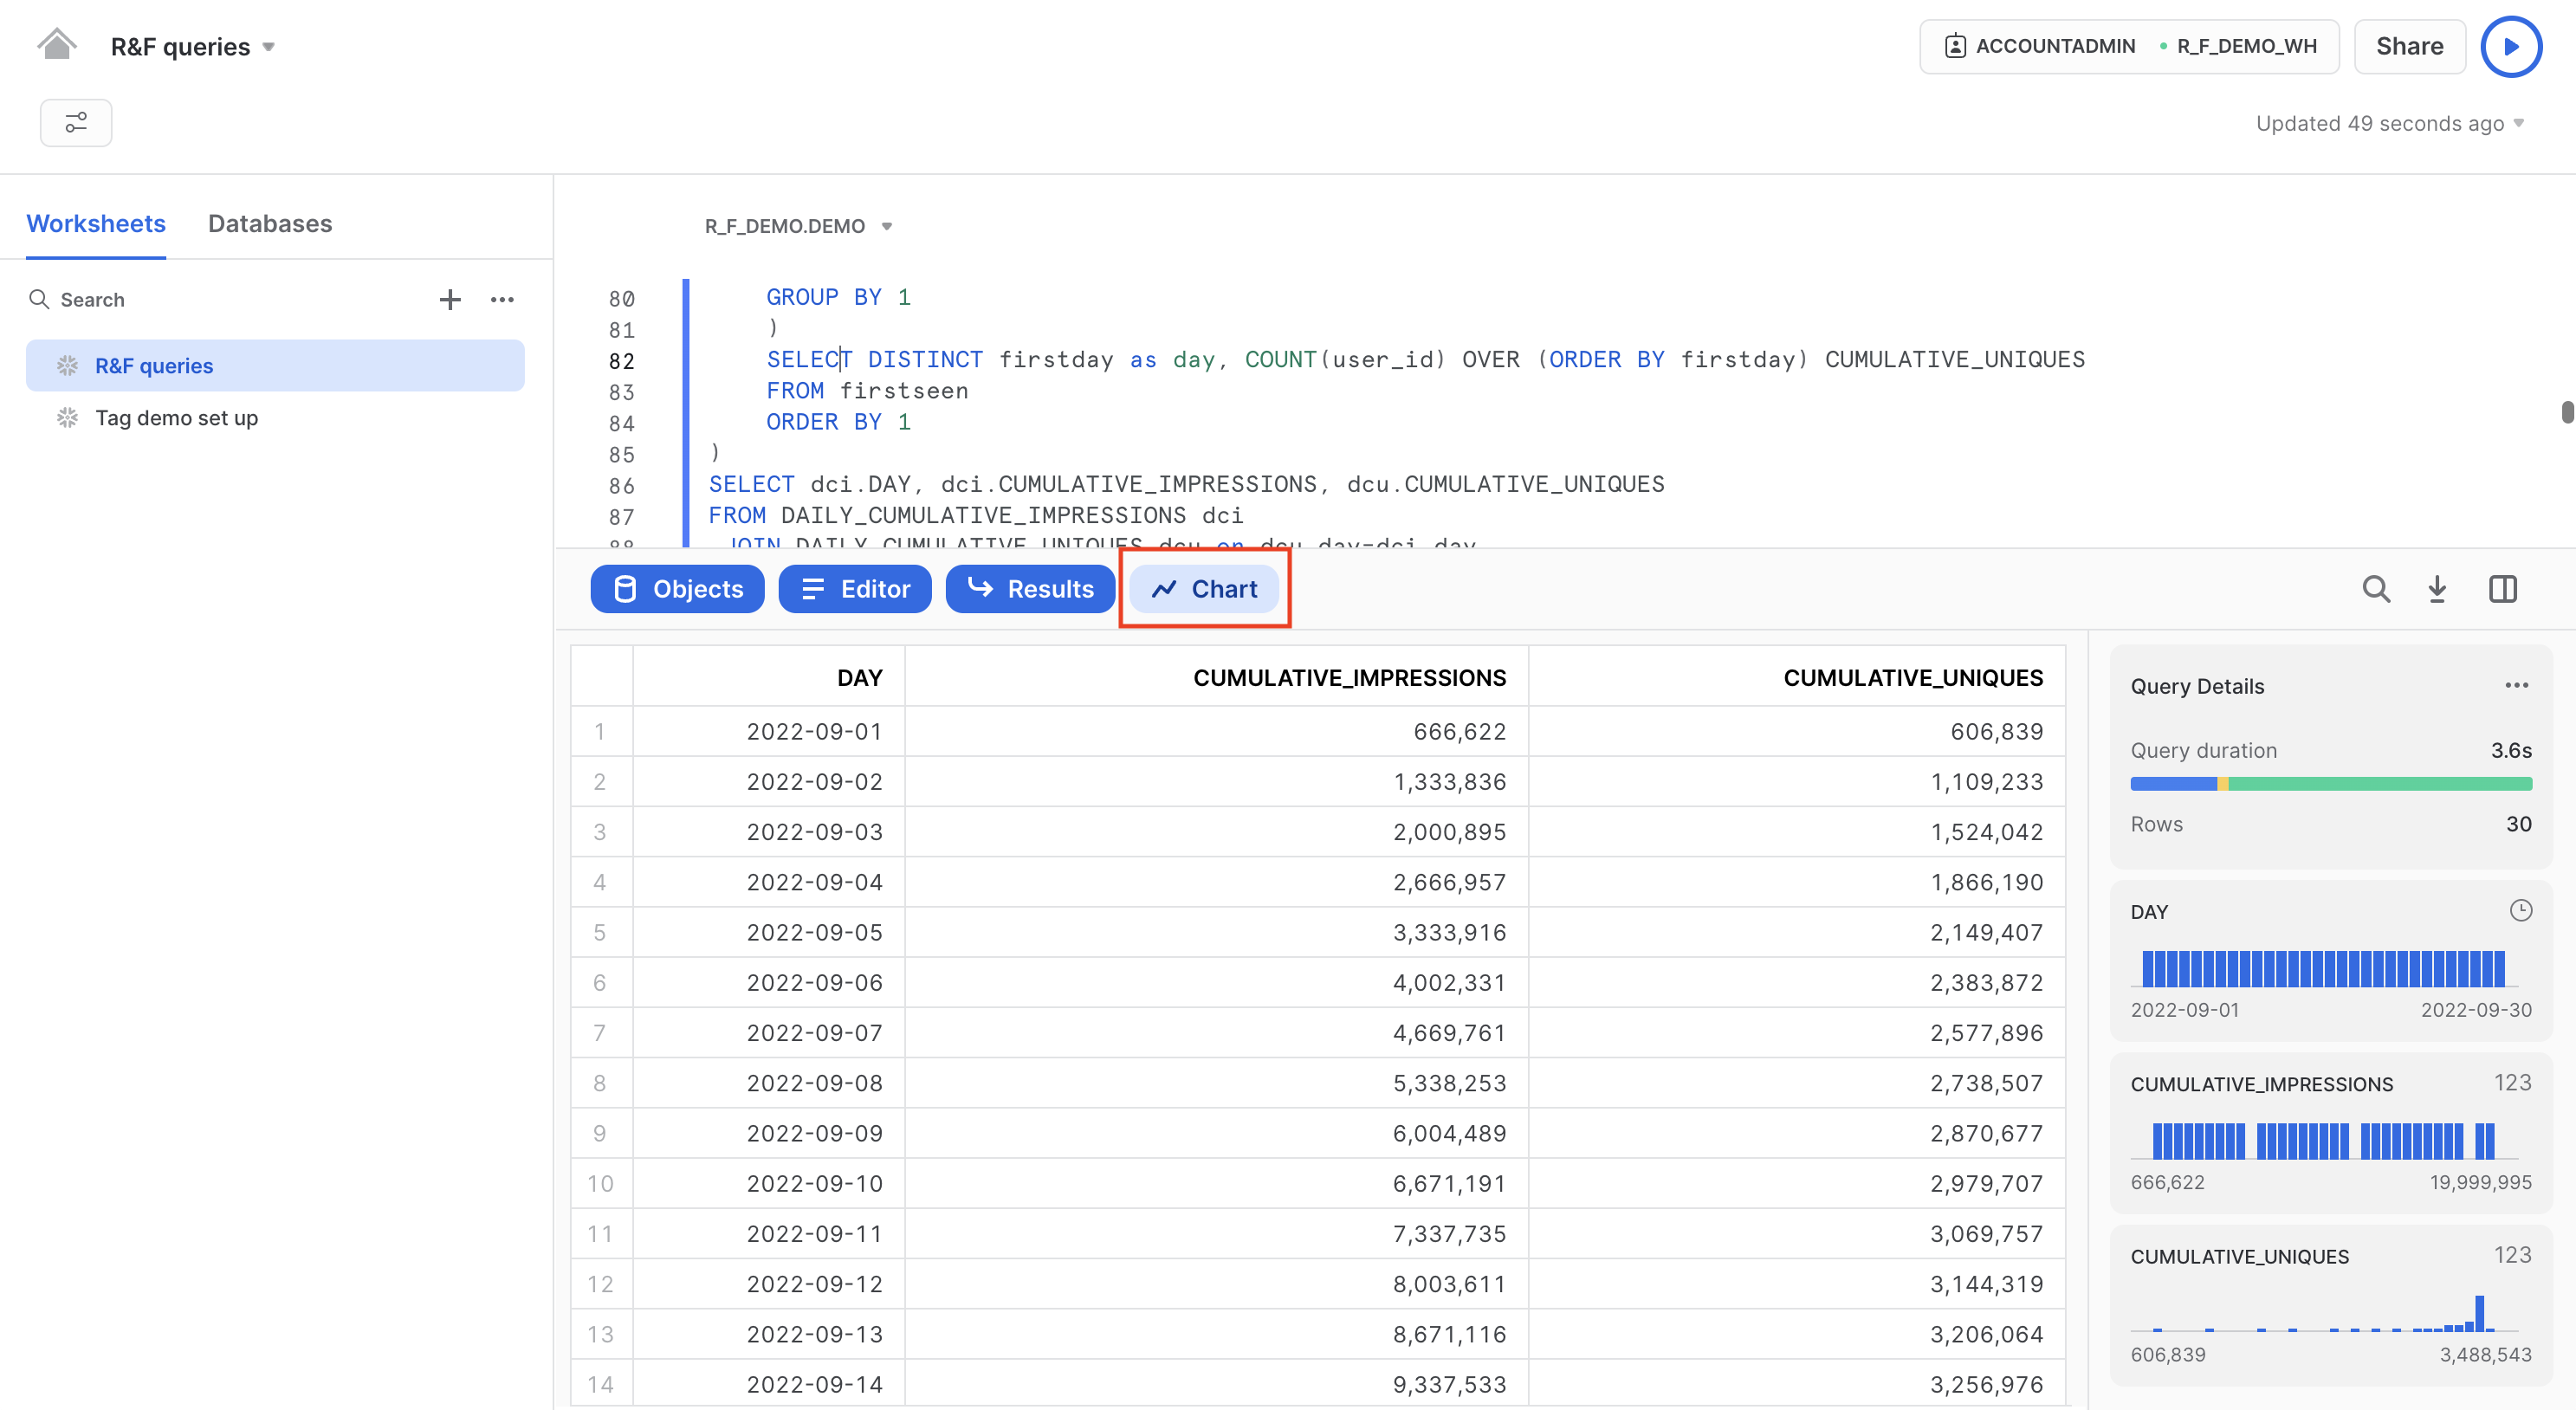 R&F queries
ACCOUNTADMIN R_F_DEMO_WH
Share
Updated 49 seconds ago
Worksheets Databases
Search
R&F queries
Tag demo set up
R_F_DEMO.DEMO
80 GROUP BY 1
81 )
82 SELECT DISTINCT firstday as day, COUNT(user_id) OVER (ORDER BY firstday) CUMULATIVE_UNIQUES
83 FROM firstseen
84 ORDER BY 1
85 )
86 SELECT dci.DAY, dci.CUMULATIVE_IMPRESSIONS, dcu.CUMULATIVE_UNIQUES
87 FROM DAILY_CUMULATIVE_IMPRESSIONS dci
88 JOIN DAILY_CUMULATIVE_UNIQUES dcu on dcu.day=dci.day
Objects Editor Results Chart
DAY CUMULATIVE_IMPRESSIONS CUMULATIVE_UNIQUES
1 2022-09-01 666,622 606,839
2 2022-09-02 1,333,836 1,109,233
3 2022-09-03 2,000,895 1,524,042
4 2022-09-04 2,666,957 1,866,190
5 2022-09-05 3,333,916 2,149,407
6 2022-09-06 4,002,331 2,383,872
7 2022-09-07 4,669,761 2,577,896
8 2022-09-08 5,338,253 2,738,507
9 2022-09-09 6,004,489 2,870,677
10 2022-09-10 6,671,191 2,979,707
11 2022-09-11 7,337,735 3,069,757
12 2022-09-12 8,003,611 3,144,319
13 2022-09-13 8,671,116 3,206,064
14 2022-09-14 9,337,533 3,256,976
Query Details
Query duration 3.6s
Rows 30
DAY
2022-09-01 2022-09-30
CUMULATIVE_IMPRESSIONS 123
666,622 19,999,995
CUMULATIVE_UNIQUES 123
606,839 3,488,543